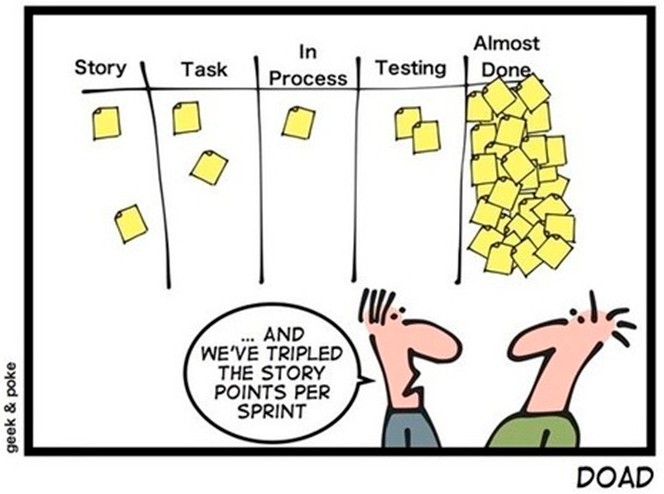 Story
Task
In
Process
Testing
Almost
Done
... AND
WE'VE TRIPLED
THE STORY
POINTS PER
SPRINT
geek & poke
DOAD